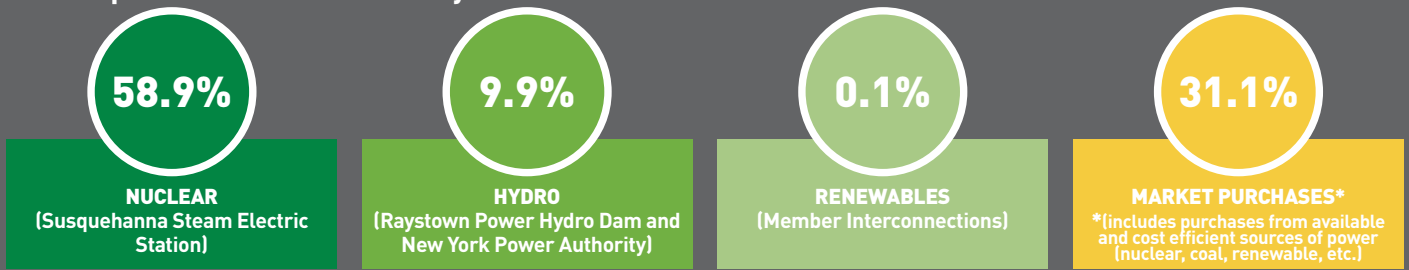 58.9%
NUCLEAR
(Susquehanna Steam Electric
Station)
9.9%
HYDRO
(Raystown Power Hydro Dam and
New York Power Authority)
0.1%
RENEWABLES
(Member Interconnections)
31.1%
MARKET PURCHASES*
*(includes purchases from available
and cost efficient sources of power
(nuclear, coal, renewable, etc.)